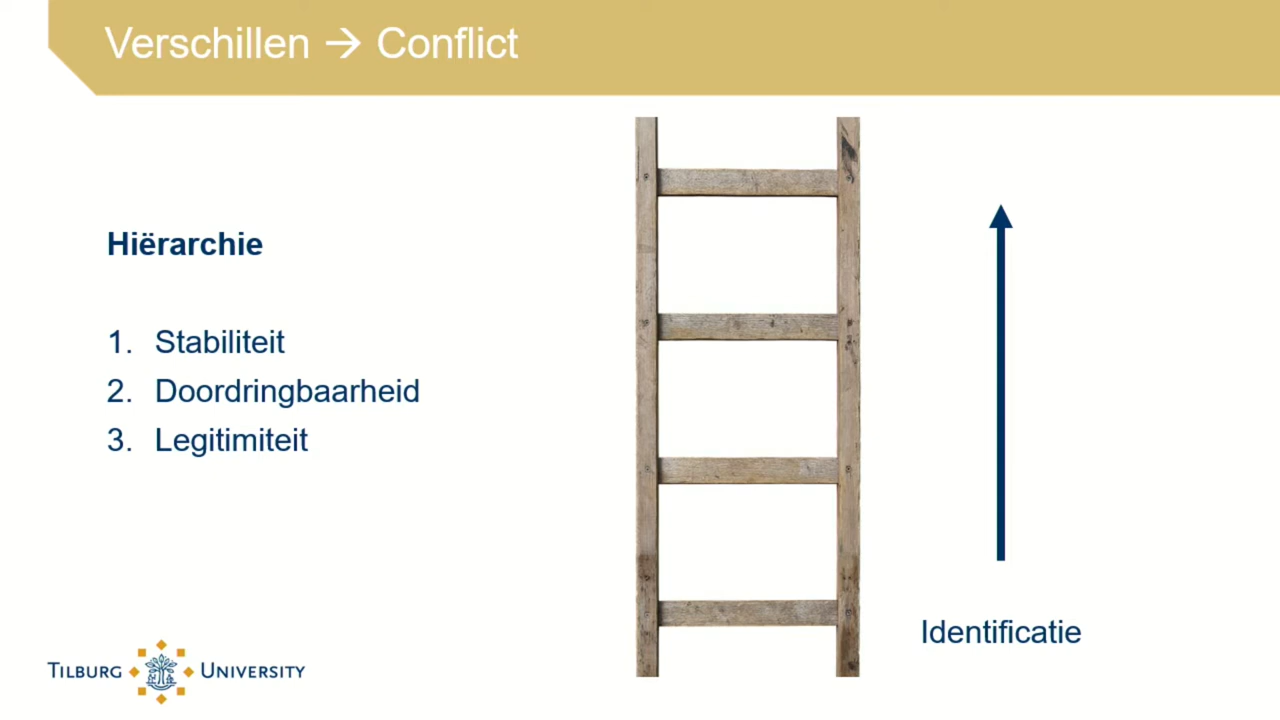 Verschillen → Conflict
Hiërarchie
1. Stabiliteit
2. Doordringbaarheid
3. Legitimiteit
Identificatie
TILBURG UNIVERSITY